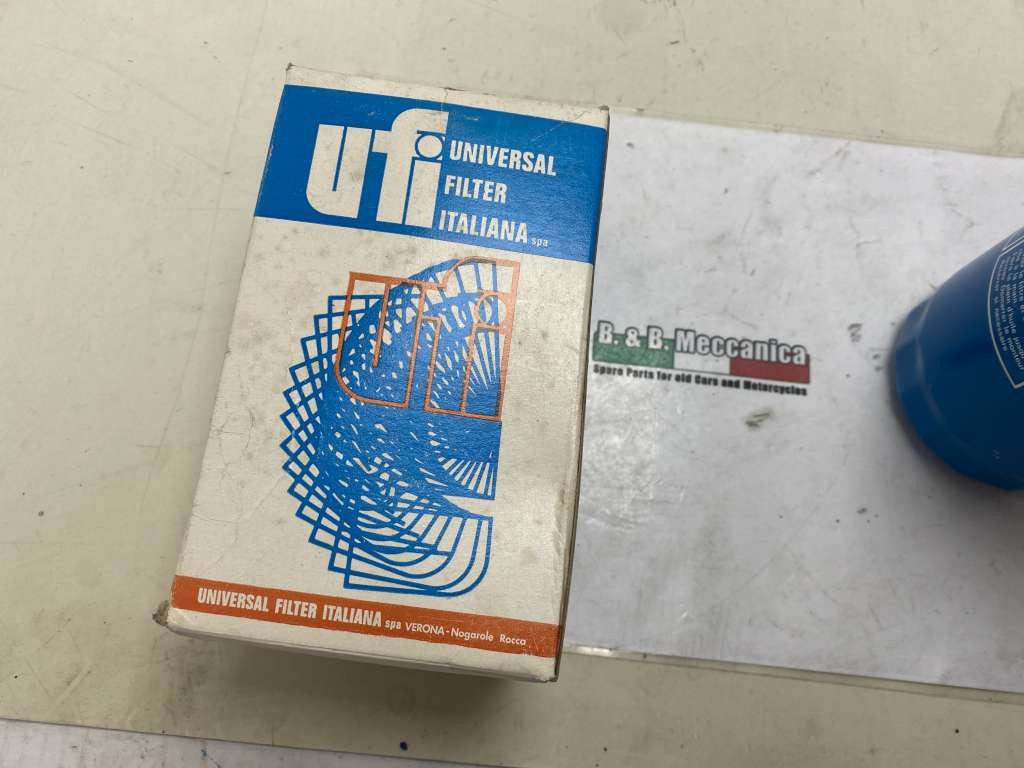 ufi
UNIVERSAL
FILTER
ITALIANA spa
ufi
UNIVERSAL FILTER ITALIANA spa VERONA-Nogarole Rocca
B. & B. Meccanica
Spare Parts for old Cars and Motorcycles